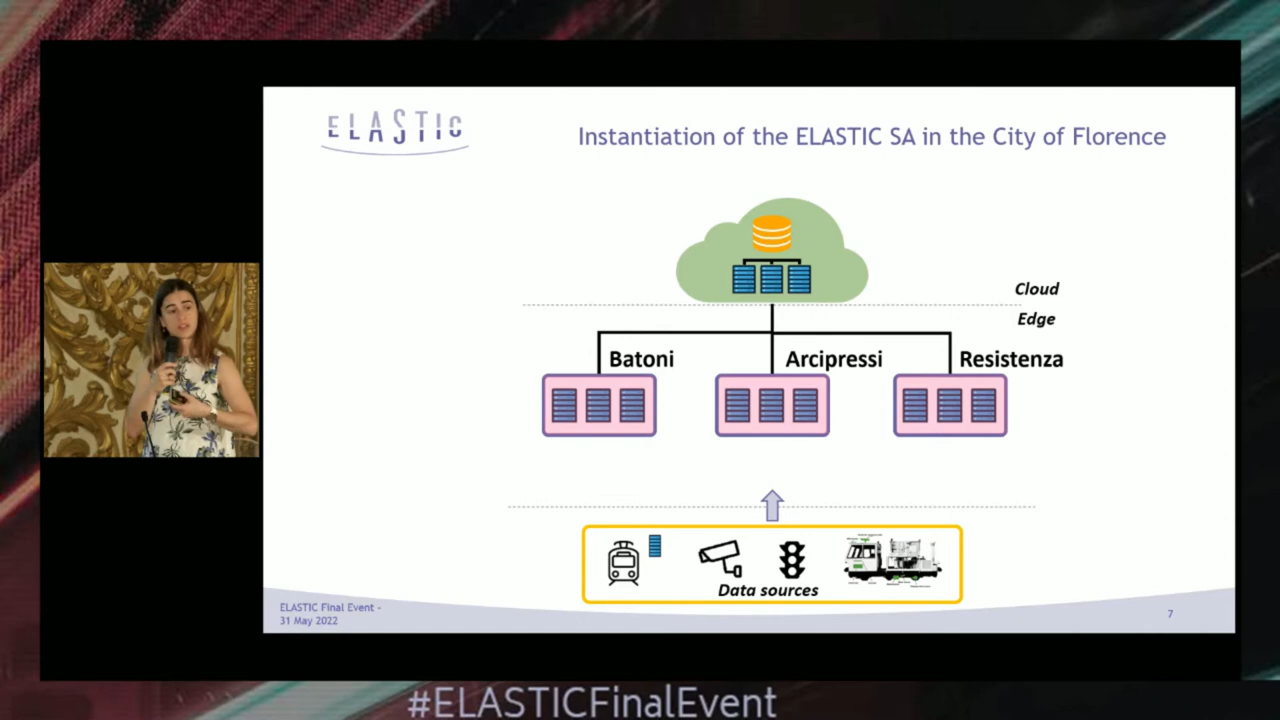 ELASTIC
Instantiation of the ELASTIC SA in the City of Florence
Cloud
Edge
Batoni
Arcipressi
Resistenza
Data sources
ELASTIC Final Event -
31 May 2022
7
#ELASTICFinalEvent